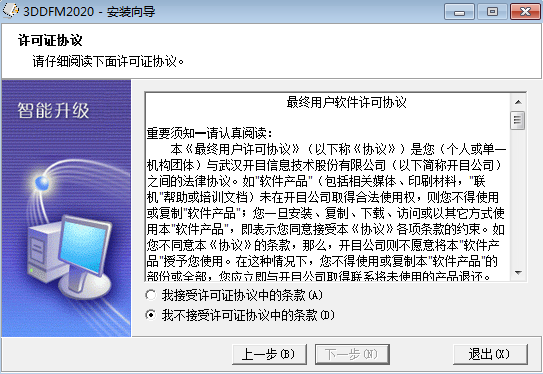 3DDFM2020 - 安装向导
许可证协议
请仔细阅读下面许可证协议。
智能升级
最终用户软件许可协议
重要须知—请认真阅读：
本《最终用户许可协议》（以下称《协议》）是您（个人或单一
机构团体）与武汉开目信息技术股份有限公司（以下简称开目公司）
之间的法律协议。如"软件产品"（包括相关媒体、印刷材料，"联
机"帮助或培训文档）未在开目公司取得合法使用权，则您不得使用
或复制"软件产品"；您一旦安装、复制、下载、访问或以其它方式使
用本"软件产品"，即表示您同意接受本《协议》各项条款的约束。如
您不同意本《协议》的条款，那么，开目公司则不愿意将本"软件产
品"授予您使用。在这种情况下，您不得使用或复制本"软件产品"的
部份或全部，您应立即与开目公司取得联系将未使用的产品退还。
我接受许可证协议中的条款(A)
我不接受许可证协议中的条款(D)
上一步(B)
下一步(N)
退出(X)